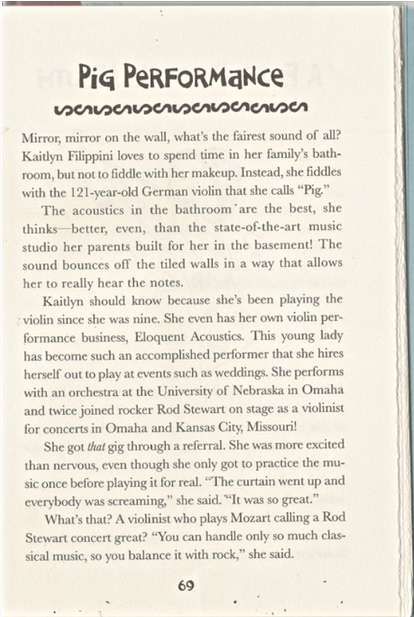 Pig Performance
Mirror, mirror on the wall, what's the fairest sound of all?
Kaitlyn Filippini loves to spend time in her family's bath-
room, but not to fiddle with her makeup. Instead, she fiddles
with the 121-year-old German violin that she calls “Pig.”
The acoustics in the bathroom are the best, she
thinks—better, even, than the state-of-the-art music
studio her parents built for her in the basement! The
sound bounces off the tiled walls in a way that allows
her to really hear the notes.
Kaitlyn should know because she's been playing the
violin since she was nine. She even has her own violin per-
formance business, Eloquent Acoustics. This young lady
has become such an accomplished performer that she hires
herself out to play at events such as weddings. She performs
with an orchestra at the University of Nebraska in Omaha
and twice joined rocker Rod Stewart on stage as a violinist
for concerts in Omaha and Kansas City, Missouri!
She got that gig through a referral. She was more excited
than nervous, even though she only got to practice the mu-
sic once before playing it for real. “The curtain went up and
everybody was screaming,” she said. “It was so great.”
What's that? A violinist who plays Mozart calling a Rod
Stewart concert great? “You can handle only so much clas-
sical music, so you balance it with rock,” she said.
69